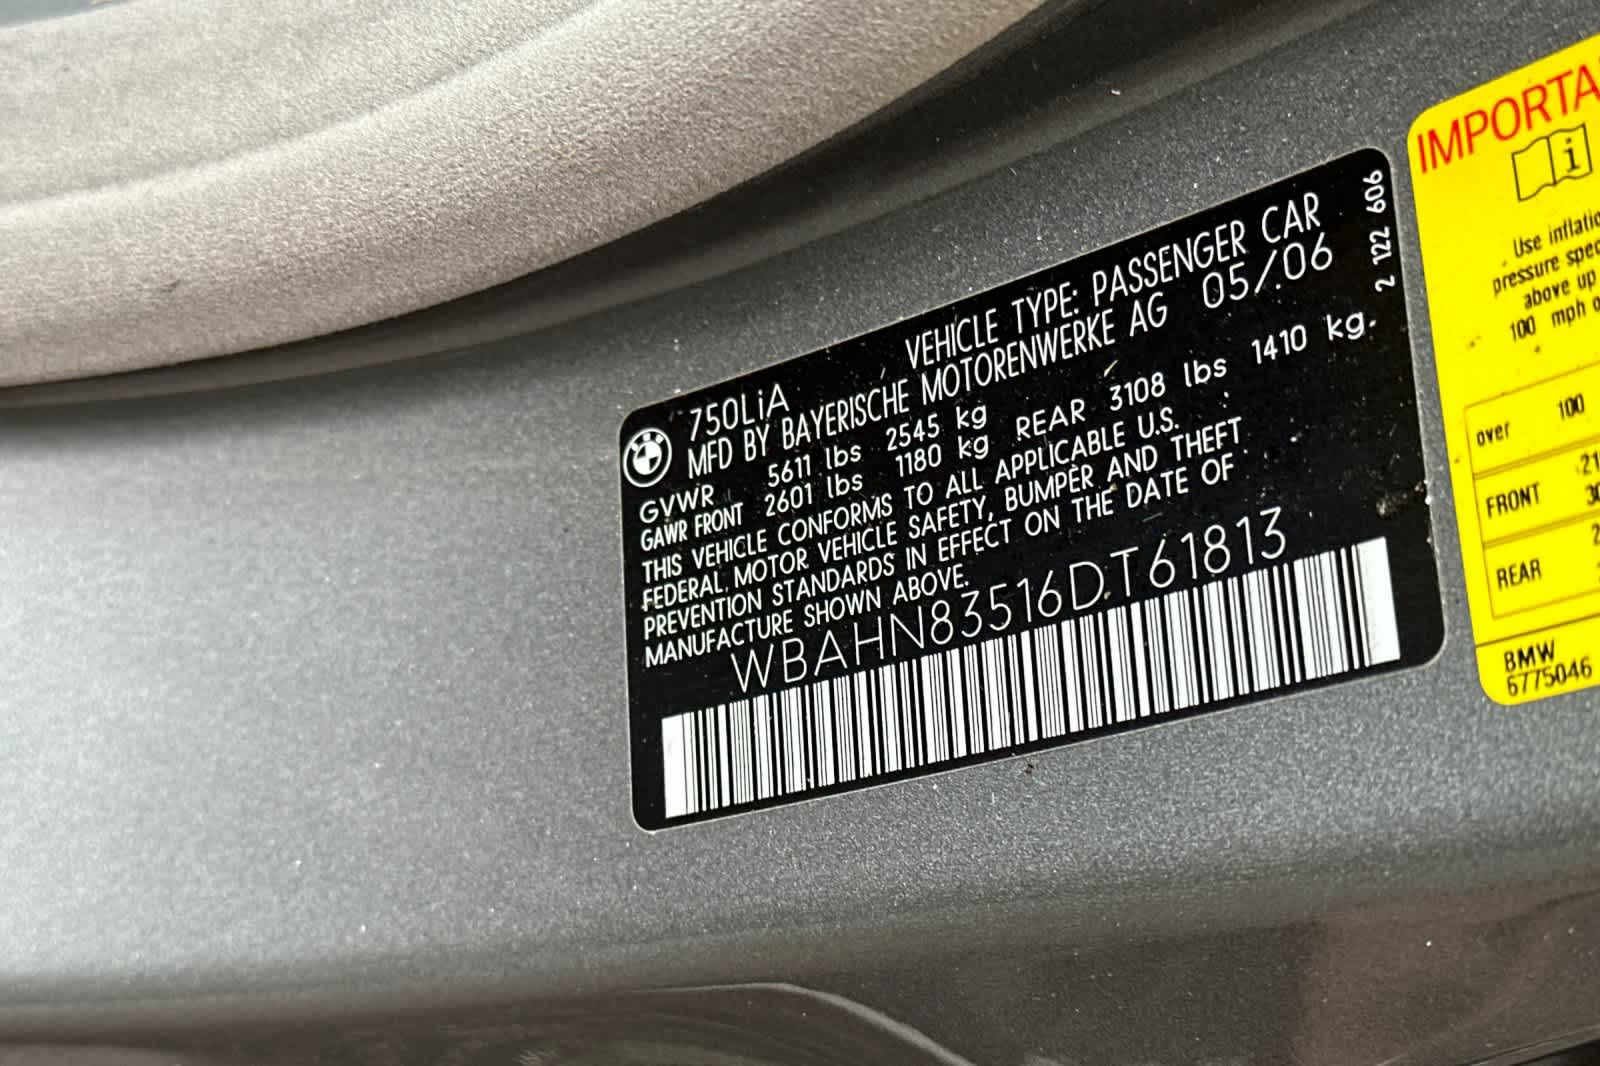 750LiA VEHICLE TYPE: PASSENGER CAR
MFD BY BAYERISCHE MOTORENWERKE AG 05/06
GVWR 5611 lbs 2545 kg
GAWR FRONT 2601 lbs 1180 kg REAR 3108 lbs 1410 kg.
THIS VEHICLE CONFORMS TO ALL APPLICABLE U.S.
FEDERAL MOTOR VEHICLE SAFETY, BUMPER AND THEFT
PREVENTION STANDARDS IN EFFECT ON THE DATE OF
MANUFACTURE SHOWN ABOVE.
WBAHN83516DT61813
2 122 606
Use
pressure
above up
100 mph
over 100
FRONT
REAR
BMW
6775046